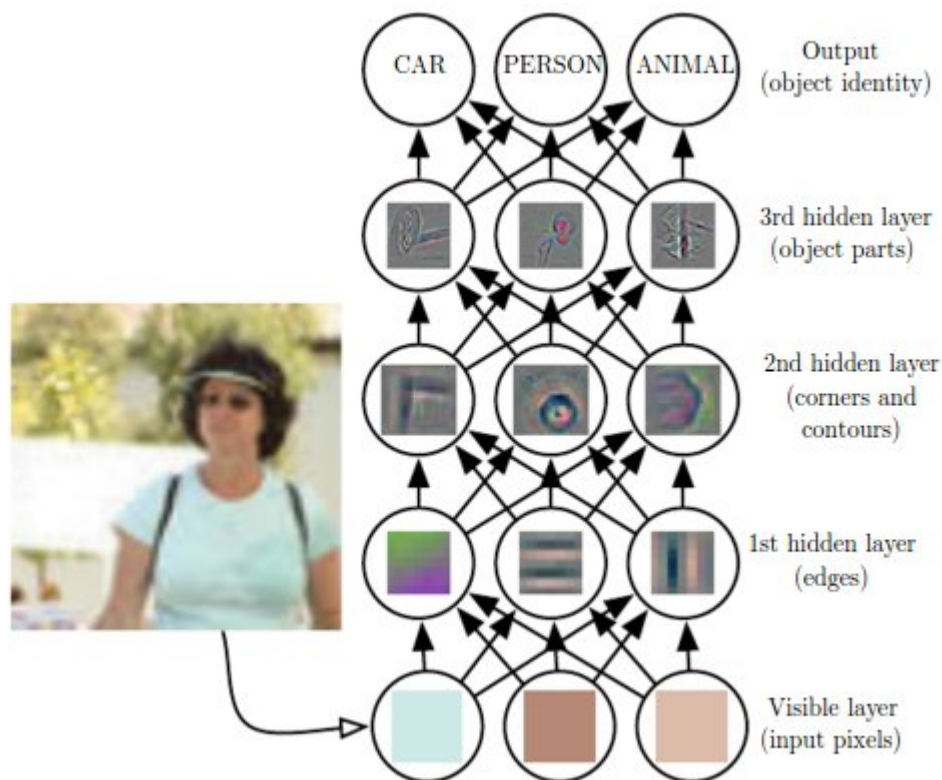 CAR PERSON ANIMAL
Output
(object identity)
3rd hidden layer
(object parts)
2nd hidden layer
(corners and
contours)
1st hidden layer
(edges)
Visible layer
(input pixels)